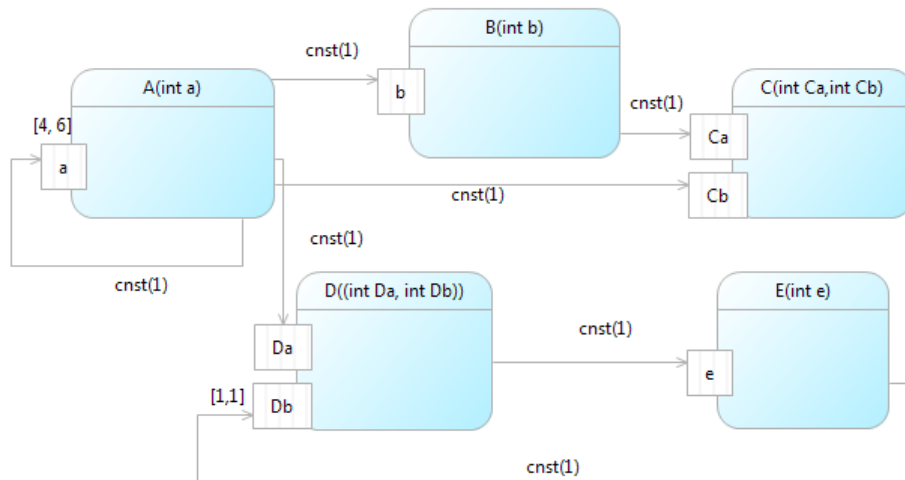 B(int b)
cnst(1)
b
A(int a)
C(int Ca,int Cb)
cnst(1)
[4, 6]
Ca
a
Cb
cnst(1)
cnst(1)
cnst(1)
D((int Da, int Db))
E(int e)
cnst(1)
Da
e
[1,1]
Db
cnst(1)